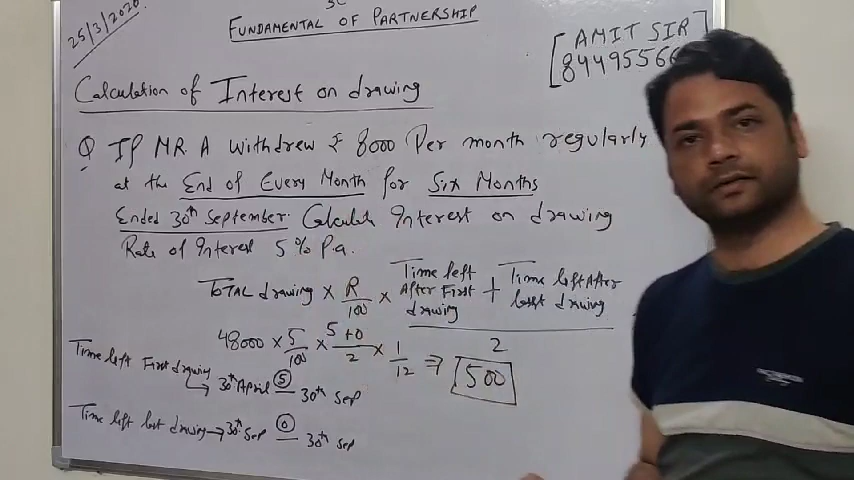 25/3/2020
FUNDAMENTAL OF PARTNERSHIP
[AMIT SIR
8449556
Calculation of Interest on drawing
Q If MR. A withdrew ₹ 8000 Per month regularly
at the End of Every Month for Six Months
Ended 30th September. Calculate Interest on drawing
Rate of Interest 5 % P.a.
TOTAL drawing × R/100 × Time left After First drawing + Time left After last drawing / 2
48000 × 5/100 × 5+0/2 × 1/12 ⇒ 500
Time left First drawing → 30th April ⑤ — 30th Sep
Time left last drawing → 30th Sep ⓪ — 30th Sep